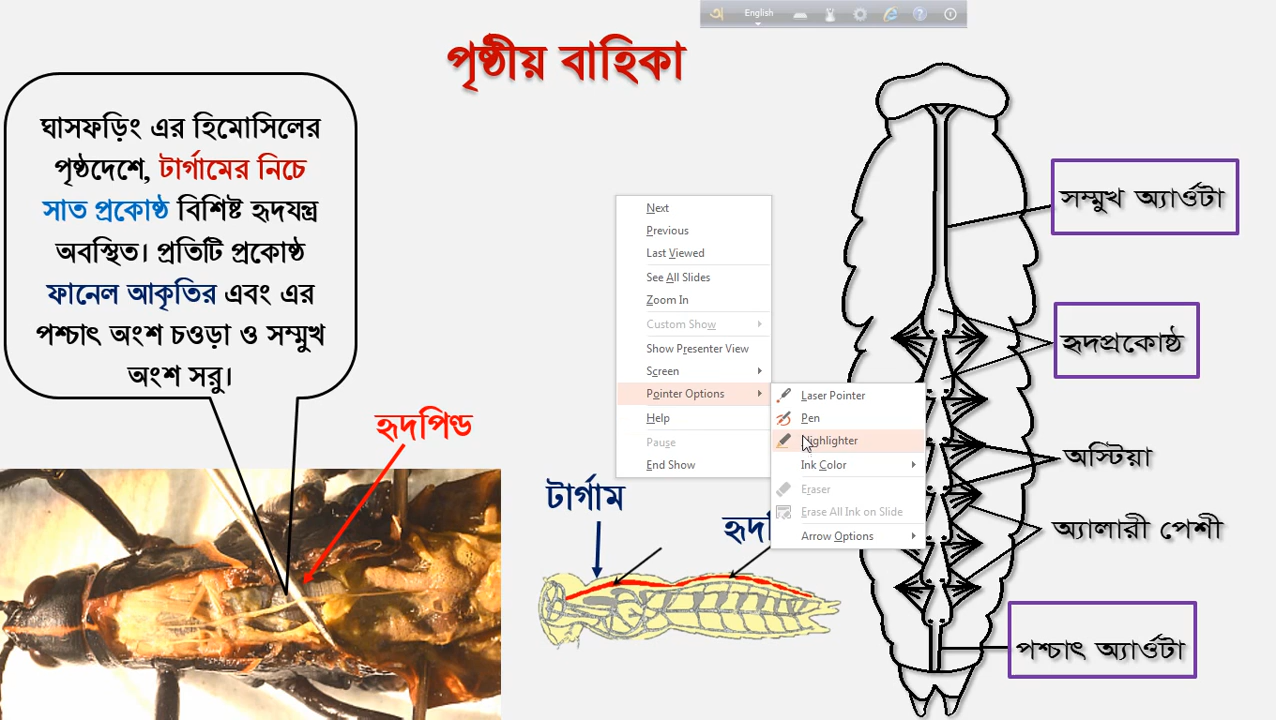 English
পৃষ্ঠীয় বাহিকা
ঘাসফড়িং এর হিমোসিলের
পৃষ্ঠদেশে, টার্গামের নিচে
সাত প্রকোষ্ঠ বিশিষ্ট হৃদযন্ত্র
অবস্থিত। প্রতিটি প্রকোষ্ঠ
ফানেল আকৃতির এবং এর
পশ্চাৎ অংশ চওড়া ও সম্মুখ
অংশ সরু।
হৃদপিন্ড
Next
Previous
Last Viewed
See All Slides
Zoom In
Custom Show
Show Presenter View
Screen
Pointer Options
Help
Pause
End Show
Laser Pointer
Pen
Highlighter
Ink Color
Eraser
Erase All Ink on Slide
Arrow Options
টার্গাম
সম্মুখ অ্যাওর্টা
হৃদপ্রকোষ্ঠ
অস্টিয়া
অ্যালারী পেশী
পশ্চাৎ অ্যাওর্টা